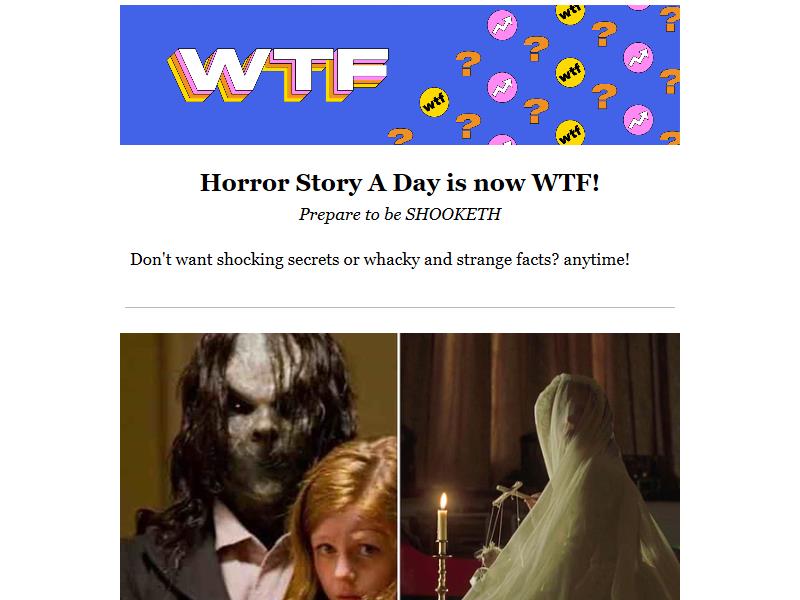 WTF
wtf
wtf
wtf
wtf
Horror Story A Day is now WTF!
Prepare to be SHOOKETH
Don't want shocking secrets or whacky and strange facts? anytime!